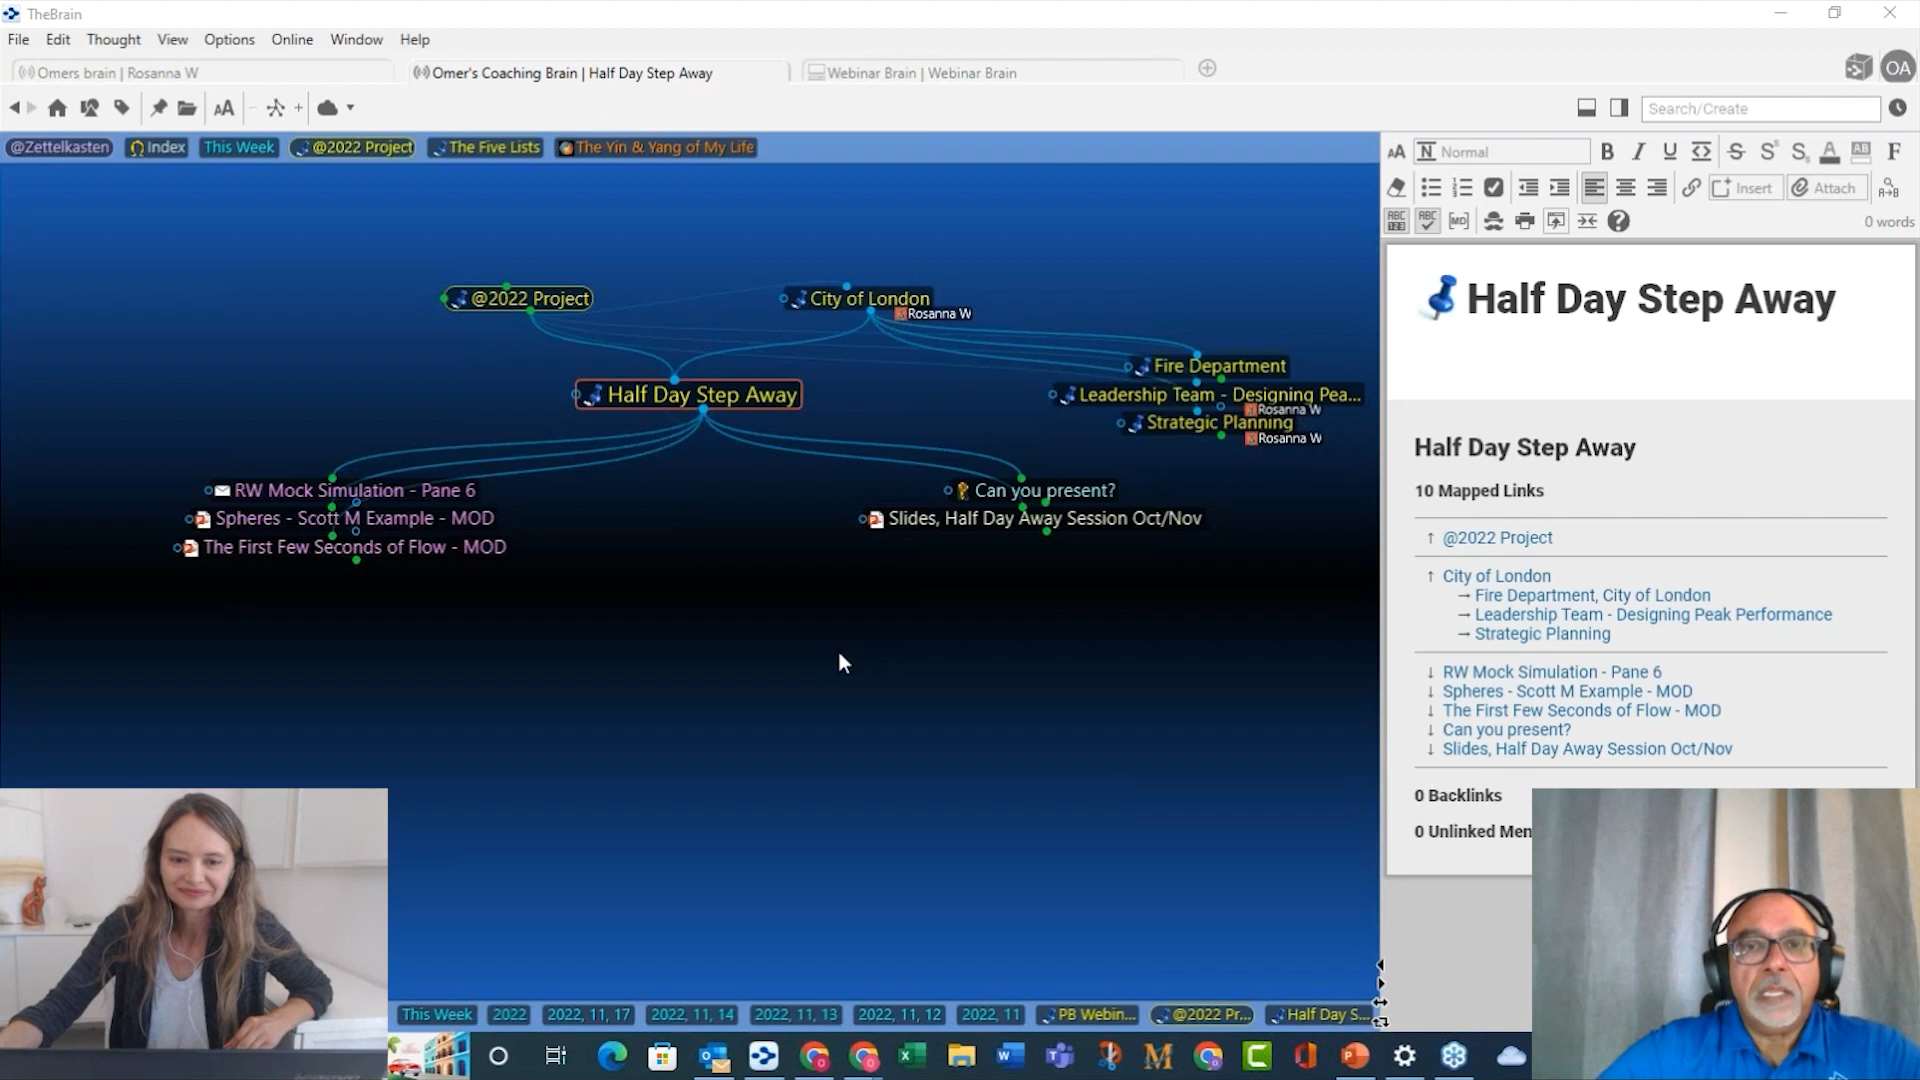 TheBrain
File Edit Thought View Options Online Window Help
Omers brain | Rosanna W
Omer's Coaching Brain | Half Day Step Away
Webinar Brain | Webinar Brain
OA
Search/Create
@Zettelkasten Index This Week @2022 Project The Five Lists The Yin & Yang of My Life
Normal
Insert Attach
0 words
@2022 Project
City of London
Rosanna W
Half Day Step Away
Fire Department
Leadership Team - Designing Pea...
Rosanna W
Strategic Planning
Rosanna W
RW Mock Simulation - Pane 6
Spheres - Scott M Example - MOD
The First Few Seconds of Flow - MOD
Can you present?
Slides, Half Day Away Session Oct/Nov
Half Day Step Away
Half Day Step Away
10 Mapped Links
↑ @2022 Project
↑ City of London
→ Fire Department, City of London
→ Leadership Team - Designing Peak Performance
→ Strategic Planning
↓ RW Mock Simulation - Pane 6
↓ Spheres - Scott M Example - MOD
↓ The First Few Seconds of Flow - MOD
↓ Can you present?
↓ Slides, Half Day Away Session Oct/Nov
0 Backlinks
0 Unlinked Men
This Week 2022 2022, 11, 17 2022, 11, 14 2022, 11, 13 2022, 11, 12 2022, 11 PB Webin... @2022 Pr... Half Day S...